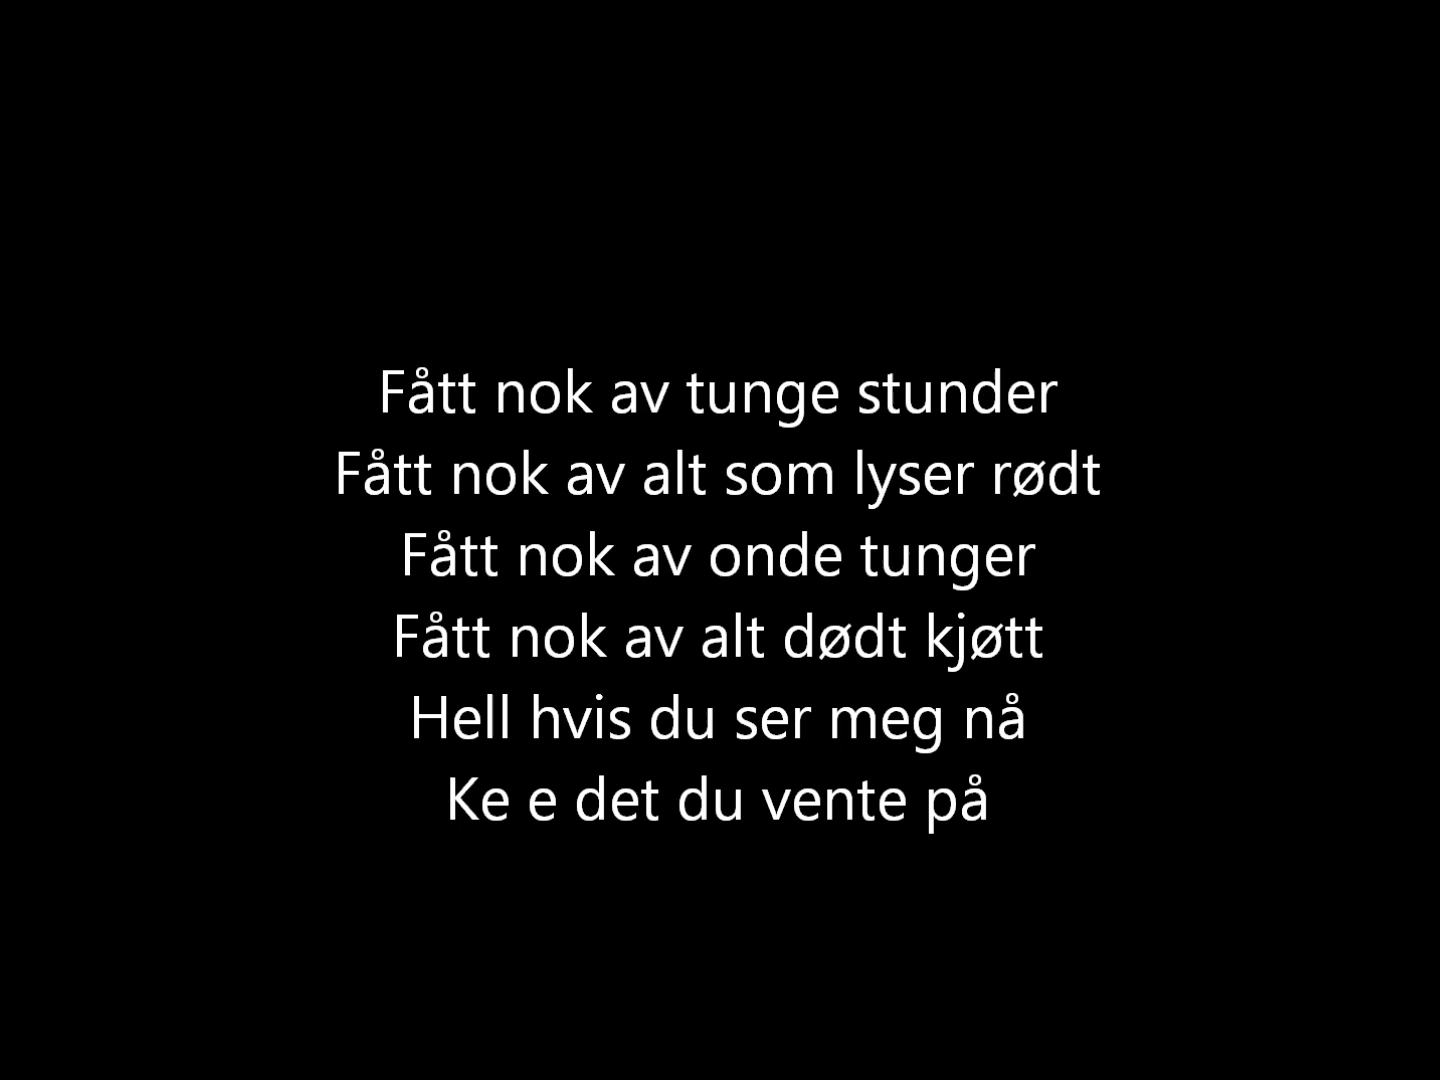 Fått nok av tunge stunder
Fått nok av alt som lyser rødt
Fått nok av onde tunger
Fått nok av alt dødt kjøtt
Hell hvis du ser meg nå
Ke e det du vente på